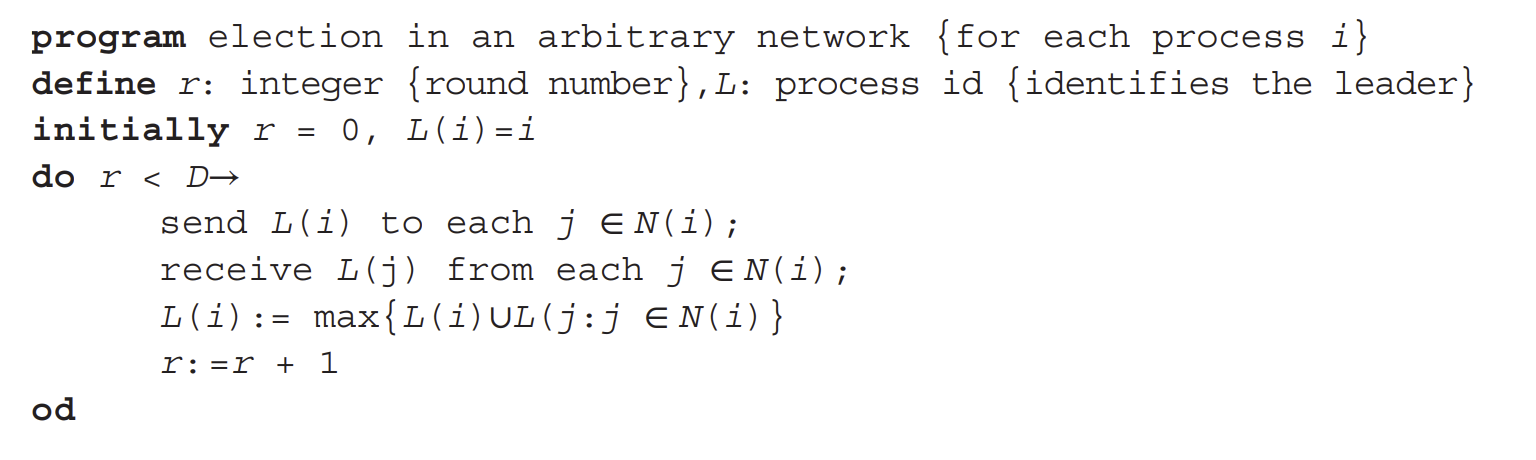 program election in an arbitrary network {for each process i}
define r: integer {round number},L: process id {identifies the leader}
initially r = 0, L(i)=i
do r < D→
send L(i) to each j ∈N(i);
receive L(j) from each j ∈N(i);
L(i):= max{L(i)∪L(j:j ∈N(i)}
r:=r + 1
od